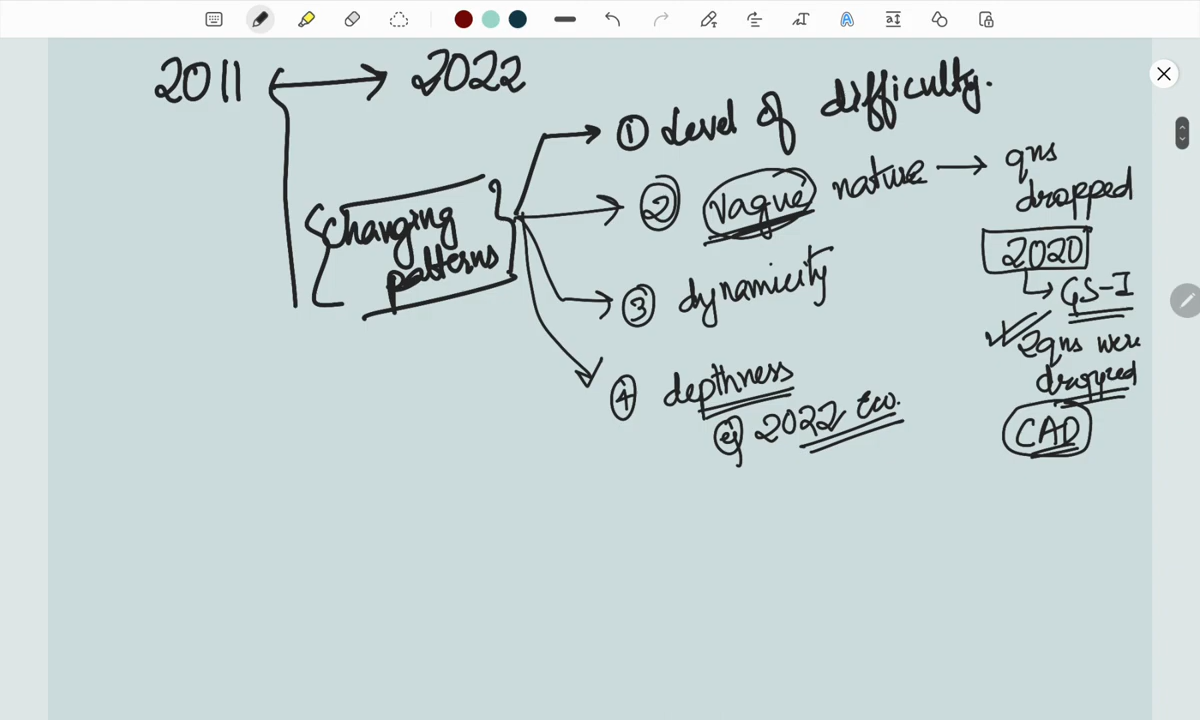 2011 ⟷ 2022
Changing
patterns
① Level of difficulty.
② Vague nature → qns
dropped
2020
GS-I
2qns were
dropped
CAD
③ dynamicity
④ depthness
eg 2022 Eco.